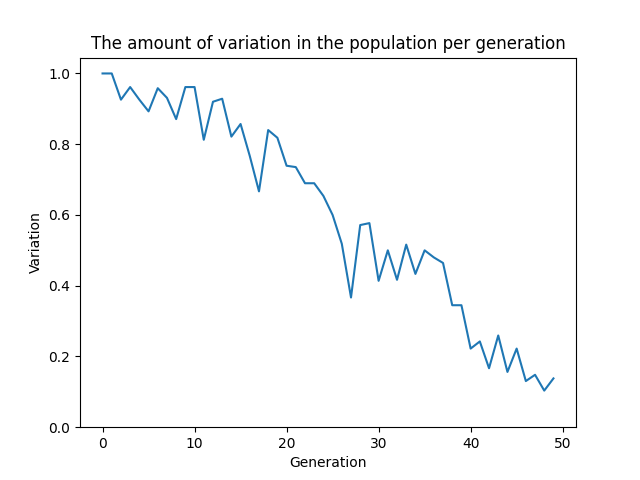 The amount of variation in the population per generation
1.0
0.8
0.6
0.4
0.2
0.0
Variation
0 10 20 30 40 50
Generation